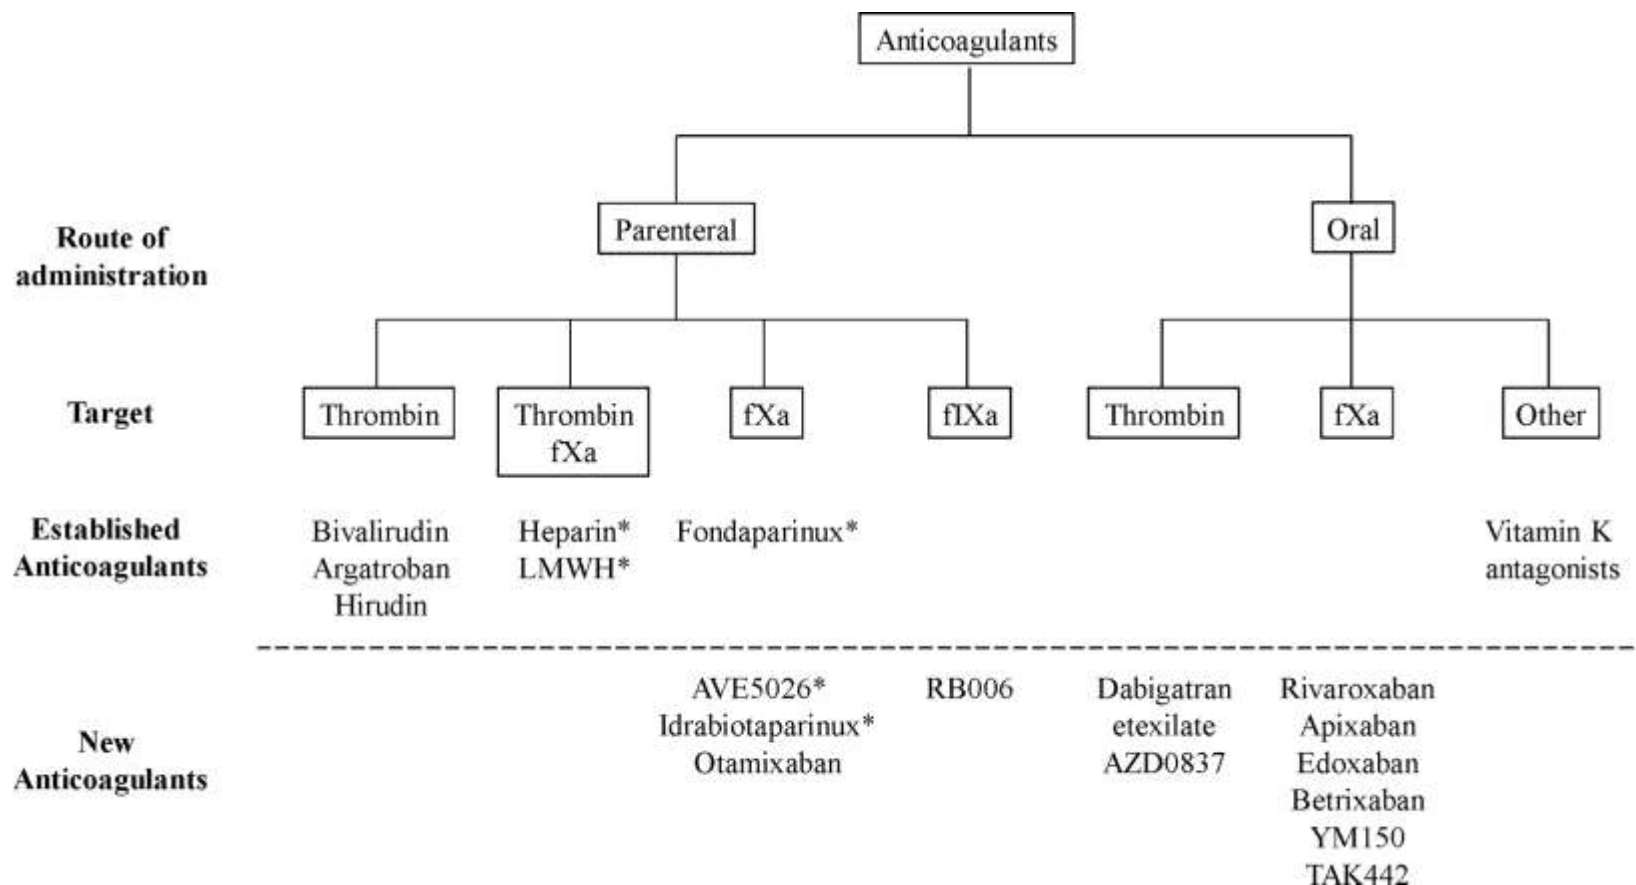 Anticoagulants
Route of
administration
Parenteral
Oral
Target
Thrombin
Thrombin
fXa
fXa
fIXa
Thrombin
fXa
Other
Established
Anticoagulants
Bivalirudin
Argatroban
Hirudin
Heparin*
LMWH*
Fondaparinux*
Vitamin K
antagonists
New
Anticoagulants
AVE5026*
Idrabiotaparinux*
Otamixaban
RB006
Dabigatran
etexilate
AZD0837
Rivaroxaban
Apixaban
Edoxaban
Betrixaban
YM150
TAK442